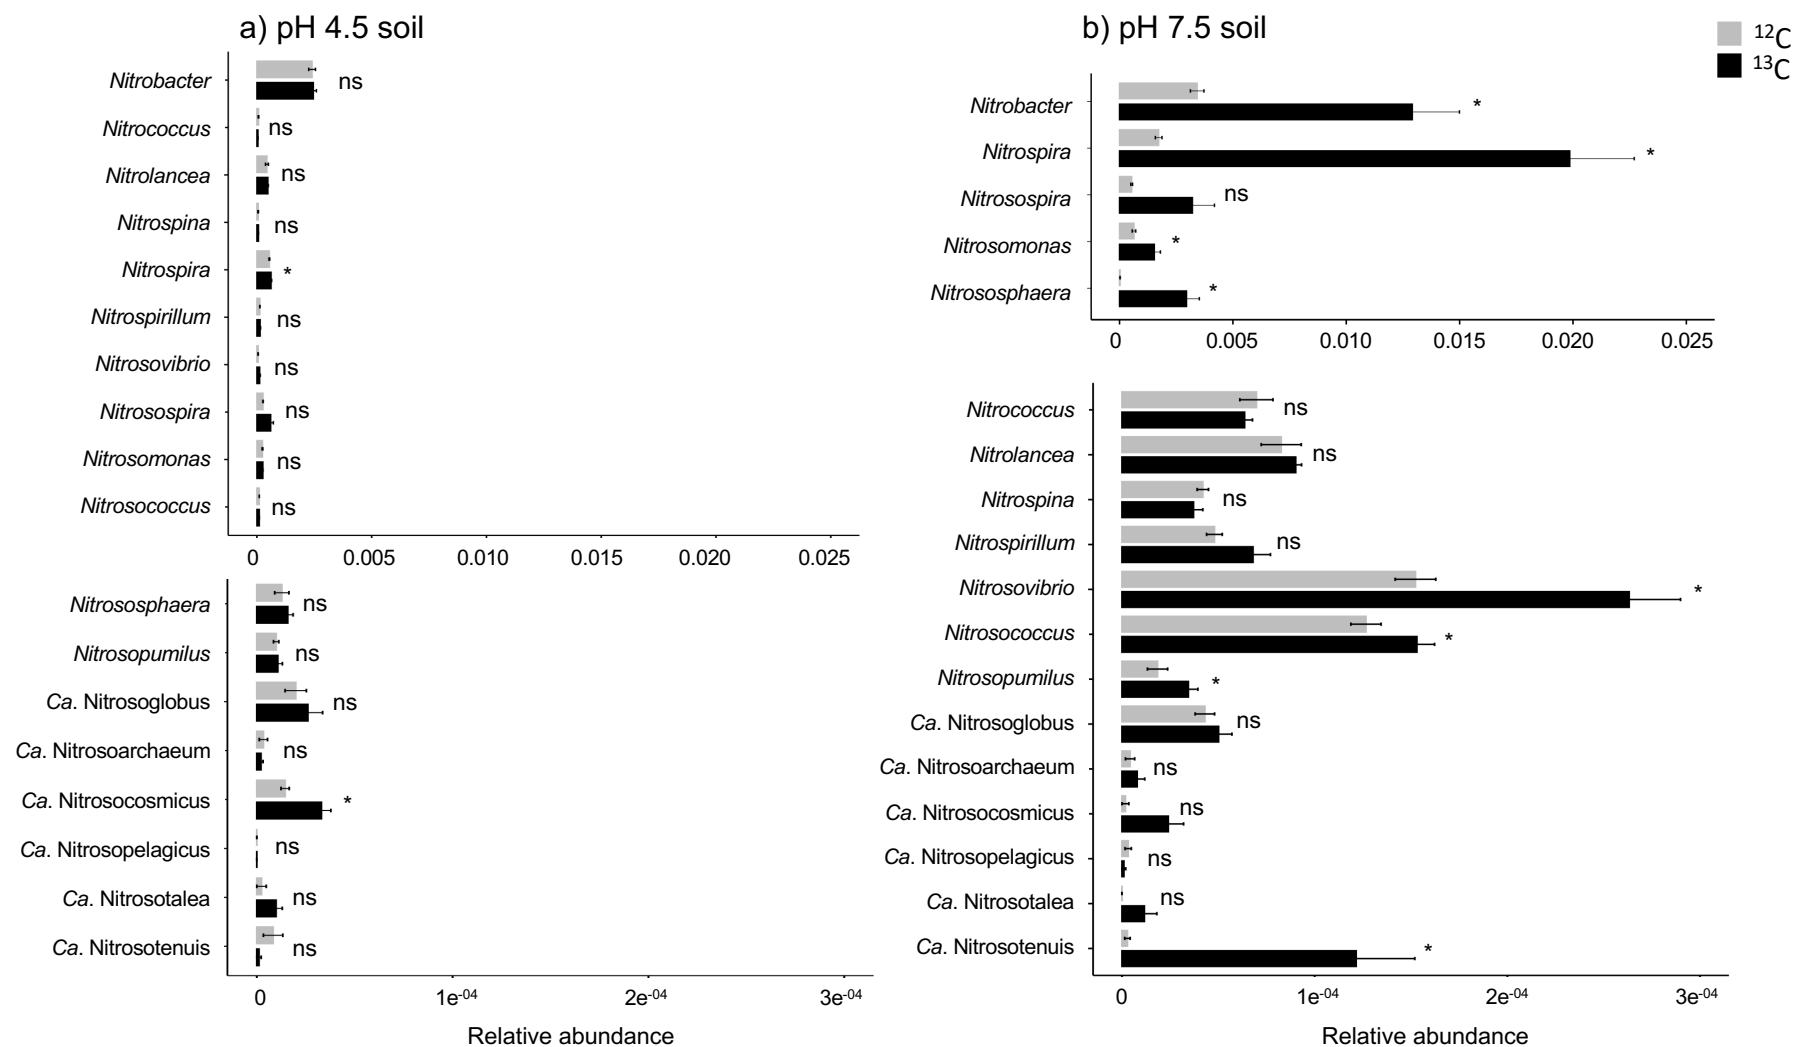 a) pH 4.5 soil
Nitrobacter ns
Nitrococcus ns
Nitrolancea ns
Nitrospina ns
Nitrospira *
Nitrospirillum ns
Nitrosovibrio ns
Nitrosospira ns
Nitrosomonas ns
Nitrosococcus ns
0 0.005 0.010 0.015 0.020 0.025
Nitrososphaera ns
Nitrosopumilus ns
Ca. Nitrosoglobus ns
Ca. Nitrosoarchaeum ns
Ca. Nitrosocosmicus *
Ca. Nitrosopelagicus ns
Ca. Nitrosotalea ns
Ca. Nitrosotenuis ns
0 1e-04 2e-04 3e-04
Relative abundance
b) pH 7.5 soil
12C
13C
Nitrobacter *
Nitrospira *
Nitrosospira ns
Nitrosomonas *
Nitrososphaera *
0 0.005 0.010 0.015 0.020 0.025
Nitrococcus ns
Nitrolancea ns
Nitrospina ns
Nitrospirillum ns
Nitrosovibrio *
Nitrosococcus *
Nitrosopumilus *
Ca. Nitrosoglobus ns
Ca. Nitrosoarchaeum ns
Ca. Nitrosocosmicus ns
Ca. Nitrosopelagicus ns
Ca. Nitrosotalea ns
Ca. Nitrosotenuis *
0 1e-04 2e-04 3e-04
Relative abundance